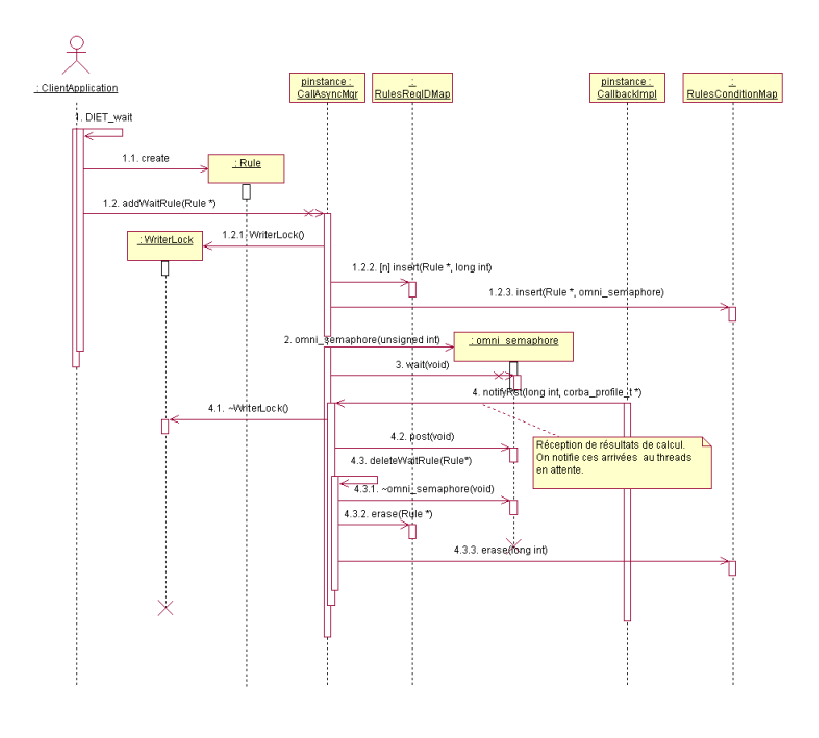 : ClientApplication
pinstance :
CallAsyncMgr
:
RulesReqIDMap
pinstance :
CallbackImpl
:
RulesConditionMap
1. DIET_wait
1.1. create
: Rule
1.2. addWaitRule(Rule *)
1.2.1. WriterLock()
: WriterLock
1.2.2. [n] insert(Rule *, long int)
1.2.3. insert(Rule *, omni_semaphore)
2. omni_semaphore(unsigned int)
: omni_semaphore
3. wait(void)
4. notifyRst(long int, corba_profile_t *)
4.1. ~WriterLock()
4.2. post(void)
Réception de résultats de calcul.
On notifie ces arrivées au threads
en attente.
4.3. deleteWaitRule(Rule*)
4.3.1. ~omni_semaphore(void)
4.3.2. erase(Rule *)
4.3.3. erase(long int)